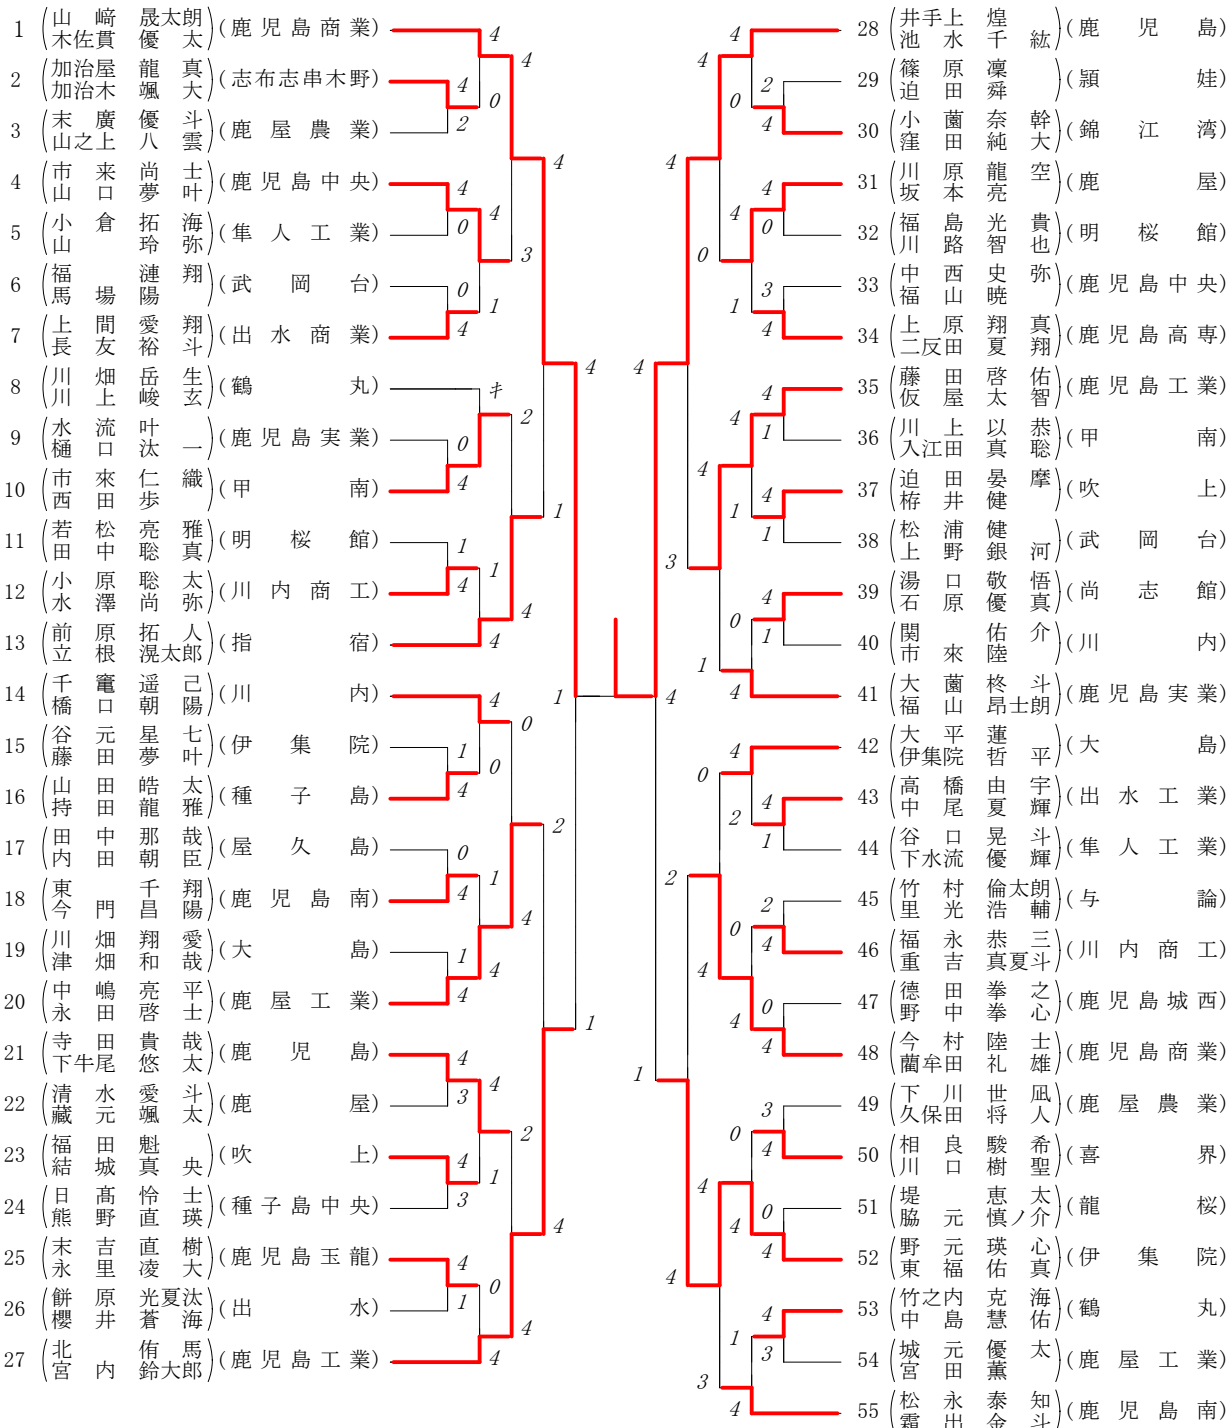 1 (山﨑 晟太朗 木佐貫 優太) (鹿児島商業) 4
2 (加治屋 龍真 加治木 颯大) (志布志串木野) 4
3 (末廣 優斗 山之上 八雲) (鹿屋農業) 2
4 (市来 尚士 山口 夢叶) (鹿児島中央) 4
5 (小倉 拓海 山 玲弥) (隼人工業) 0
6 (福 漣翔 馬場 陽) (武岡台) 0
7 (上間 愛翔 長友 裕斗) (出水商業) 4
8 (川畑 岳生 川上 峻玄) (鶴丸) キ
9 (水流 叶 樋口 汰一) (鹿児島実業) 0
10 (市來 仁織 西田 歩) (甲南) 4
11 (若松 亮雅 田中 聡真) (明桜館) 1
12 (小原 聡太 水澤 尚弥) (川内商工) 4
13 (前原 拓人 立根 滉太郎) (指宿) 4
14 (千竃 遥己 橋口 朝陽) (川内) 4
15 (谷元 星七 藤田 夢叶) (伊集院) 1
16 (山田 皓太 持田 龍雅) (種子島) 4
17 (田中 那哉 内田 朝臣) (屋久島) 0
18 (東 千翔 今門 昌陽) (鹿児島南) 4
19 (川畑 翔愛 津畑 和哉) (大島) 1
20 (中嶋 亮平 永田 啓士) (鹿屋工業) 4
21 (寺田 貴哉 下牛尾 悠太) (鹿児島) 4
22 (清水 愛斗 藏元 颯太) (鹿屋) 3
23 (福田 魁 結城 真央) (吹上) 4
24 (日髙 怜士 熊野 直瑛) (種子島中央) 3
25 (末吉 直樹 永里 凌大) (鹿児島玉龍) 4
26 (餅原 光夏汰 櫻井 蒼海) (出水) 1
27 (北 侑馬 宮内 鈴太郎) (鹿児島工業) 4
4 0 4 1 2 1 4 0 0 1 4 4 1 0 4
4 3 1 4 2 4 2 4
4 1 1 1
28 (井手上 煌 池水 千紘) (鹿児島) 4
29 (篠原 凜 迫田 舜) (頴娃) 2
30 (小薗 奈幹 窪田 純大) (錦江湾) 4
31 (川原 龍空 坂本 亮) (鹿屋) 4
32 (福島 光貴 川路 智也) (明桜館) 0
33 (中西 史弥 福山 暁) (鹿児島中央) 3
34 (上原 翔真 二反田 夏翔) (鹿児島高専) 4
35 (藤田 啓佑 仮屋 太智) (鹿児島工業) 4
36 (川上 以恭 入江田 真聡) (甲南) 1
37 (迫田 晏摩 栫井 健) (吹上) 4
38 (松浦 健 上野 銀河) (武岡台) 1
39 (湯口 敬悟 石原 優真) (尚志館) 4
40 (関 佑介 市來 陸) (川内) 1
41 (大薗 柊斗 福山 昂士朗) (鹿児島実業) 4
42 (大平 蓮 伊集院 哲平) (大島) 4
43 (高橋 由宇 中尾 夏輝) (出水工業) 4
44 (谷口 晃斗 下水流 優輝) (隼人工業) 1
45 (竹村 倫太朗 里 光浩輔) (与論) 2
46 (福永 恭三 重吉 真夏斗) (川内商工) 4
47 (德田 拳之 野中 拳心) (鹿児島城西) 0
48 (今村 陸士 藺牟田 礼雄) (鹿児島商業) 4
49 (下川 世凪 久保田 将人) (鹿屋農業) 3
50 (相良 駿希 川口 樹聖) (喜界) 4
51 (堤 恵太 脇元 慎ノ介) (龍桜) 0
52 (野元 瑛心 東 福佑真) (伊集院) 4
53 (竹之内 克海 中島 慧佑) (鶴丸) 4
54 (城元 優太 宮田 薫) (鹿屋工業) 3
55 (松永 泰知 霜出 金斗) (鹿児島南) 4
4 0 0 1 4 1 0 2 0 4 0 4 1
4 0 4 1 0 4 4 3
4 3 2 4
4 1
4